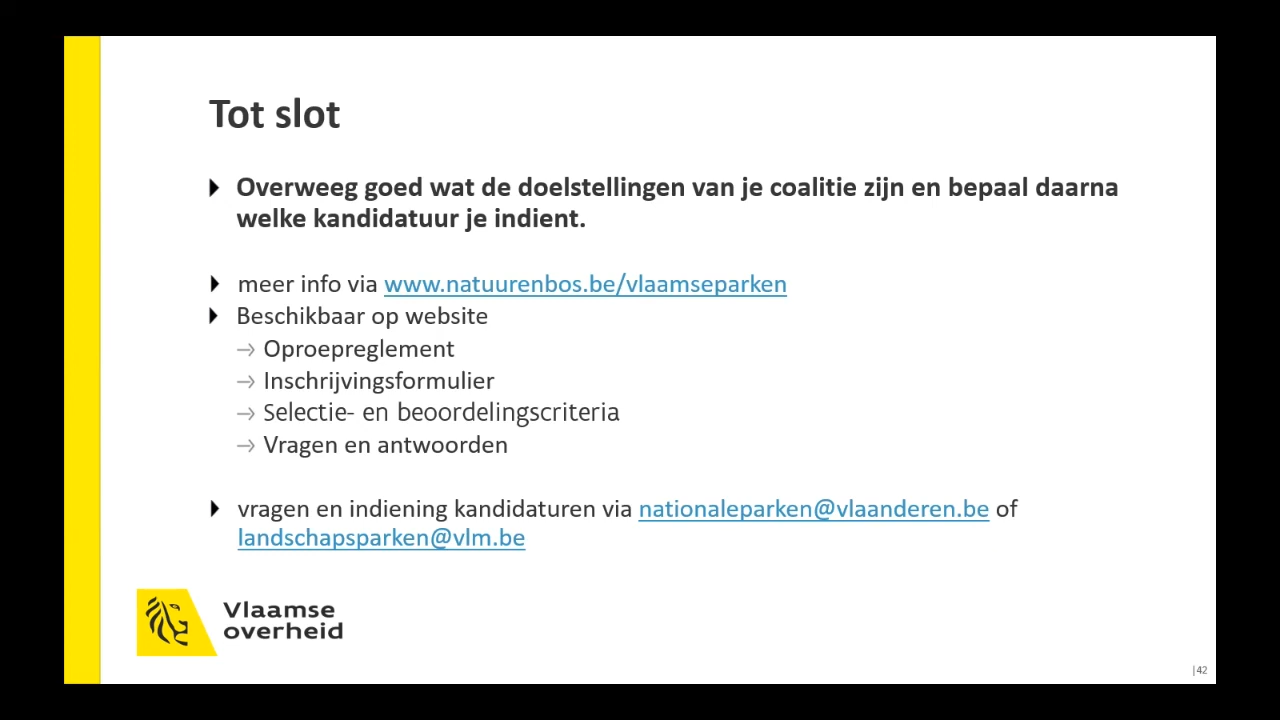 Tot slot
Overweeg goed wat de doelstellingen van je coalitie zijn en bepaal daarna
welke kandidatuur je indient.
meer info via www.natuurenbos.be/vlaamseparken
Beschikbaar op website
→ Oproepreglement
→ Inschrijvingsformulier
→ Selectie- en beoordelingscriteria
→ Vragen en antwoorden
vragen en indiening kandidaturen via nationaleparken@vlaanderen.be of
landschapsparken@vlm.be
Vlaamse
overheid
|42